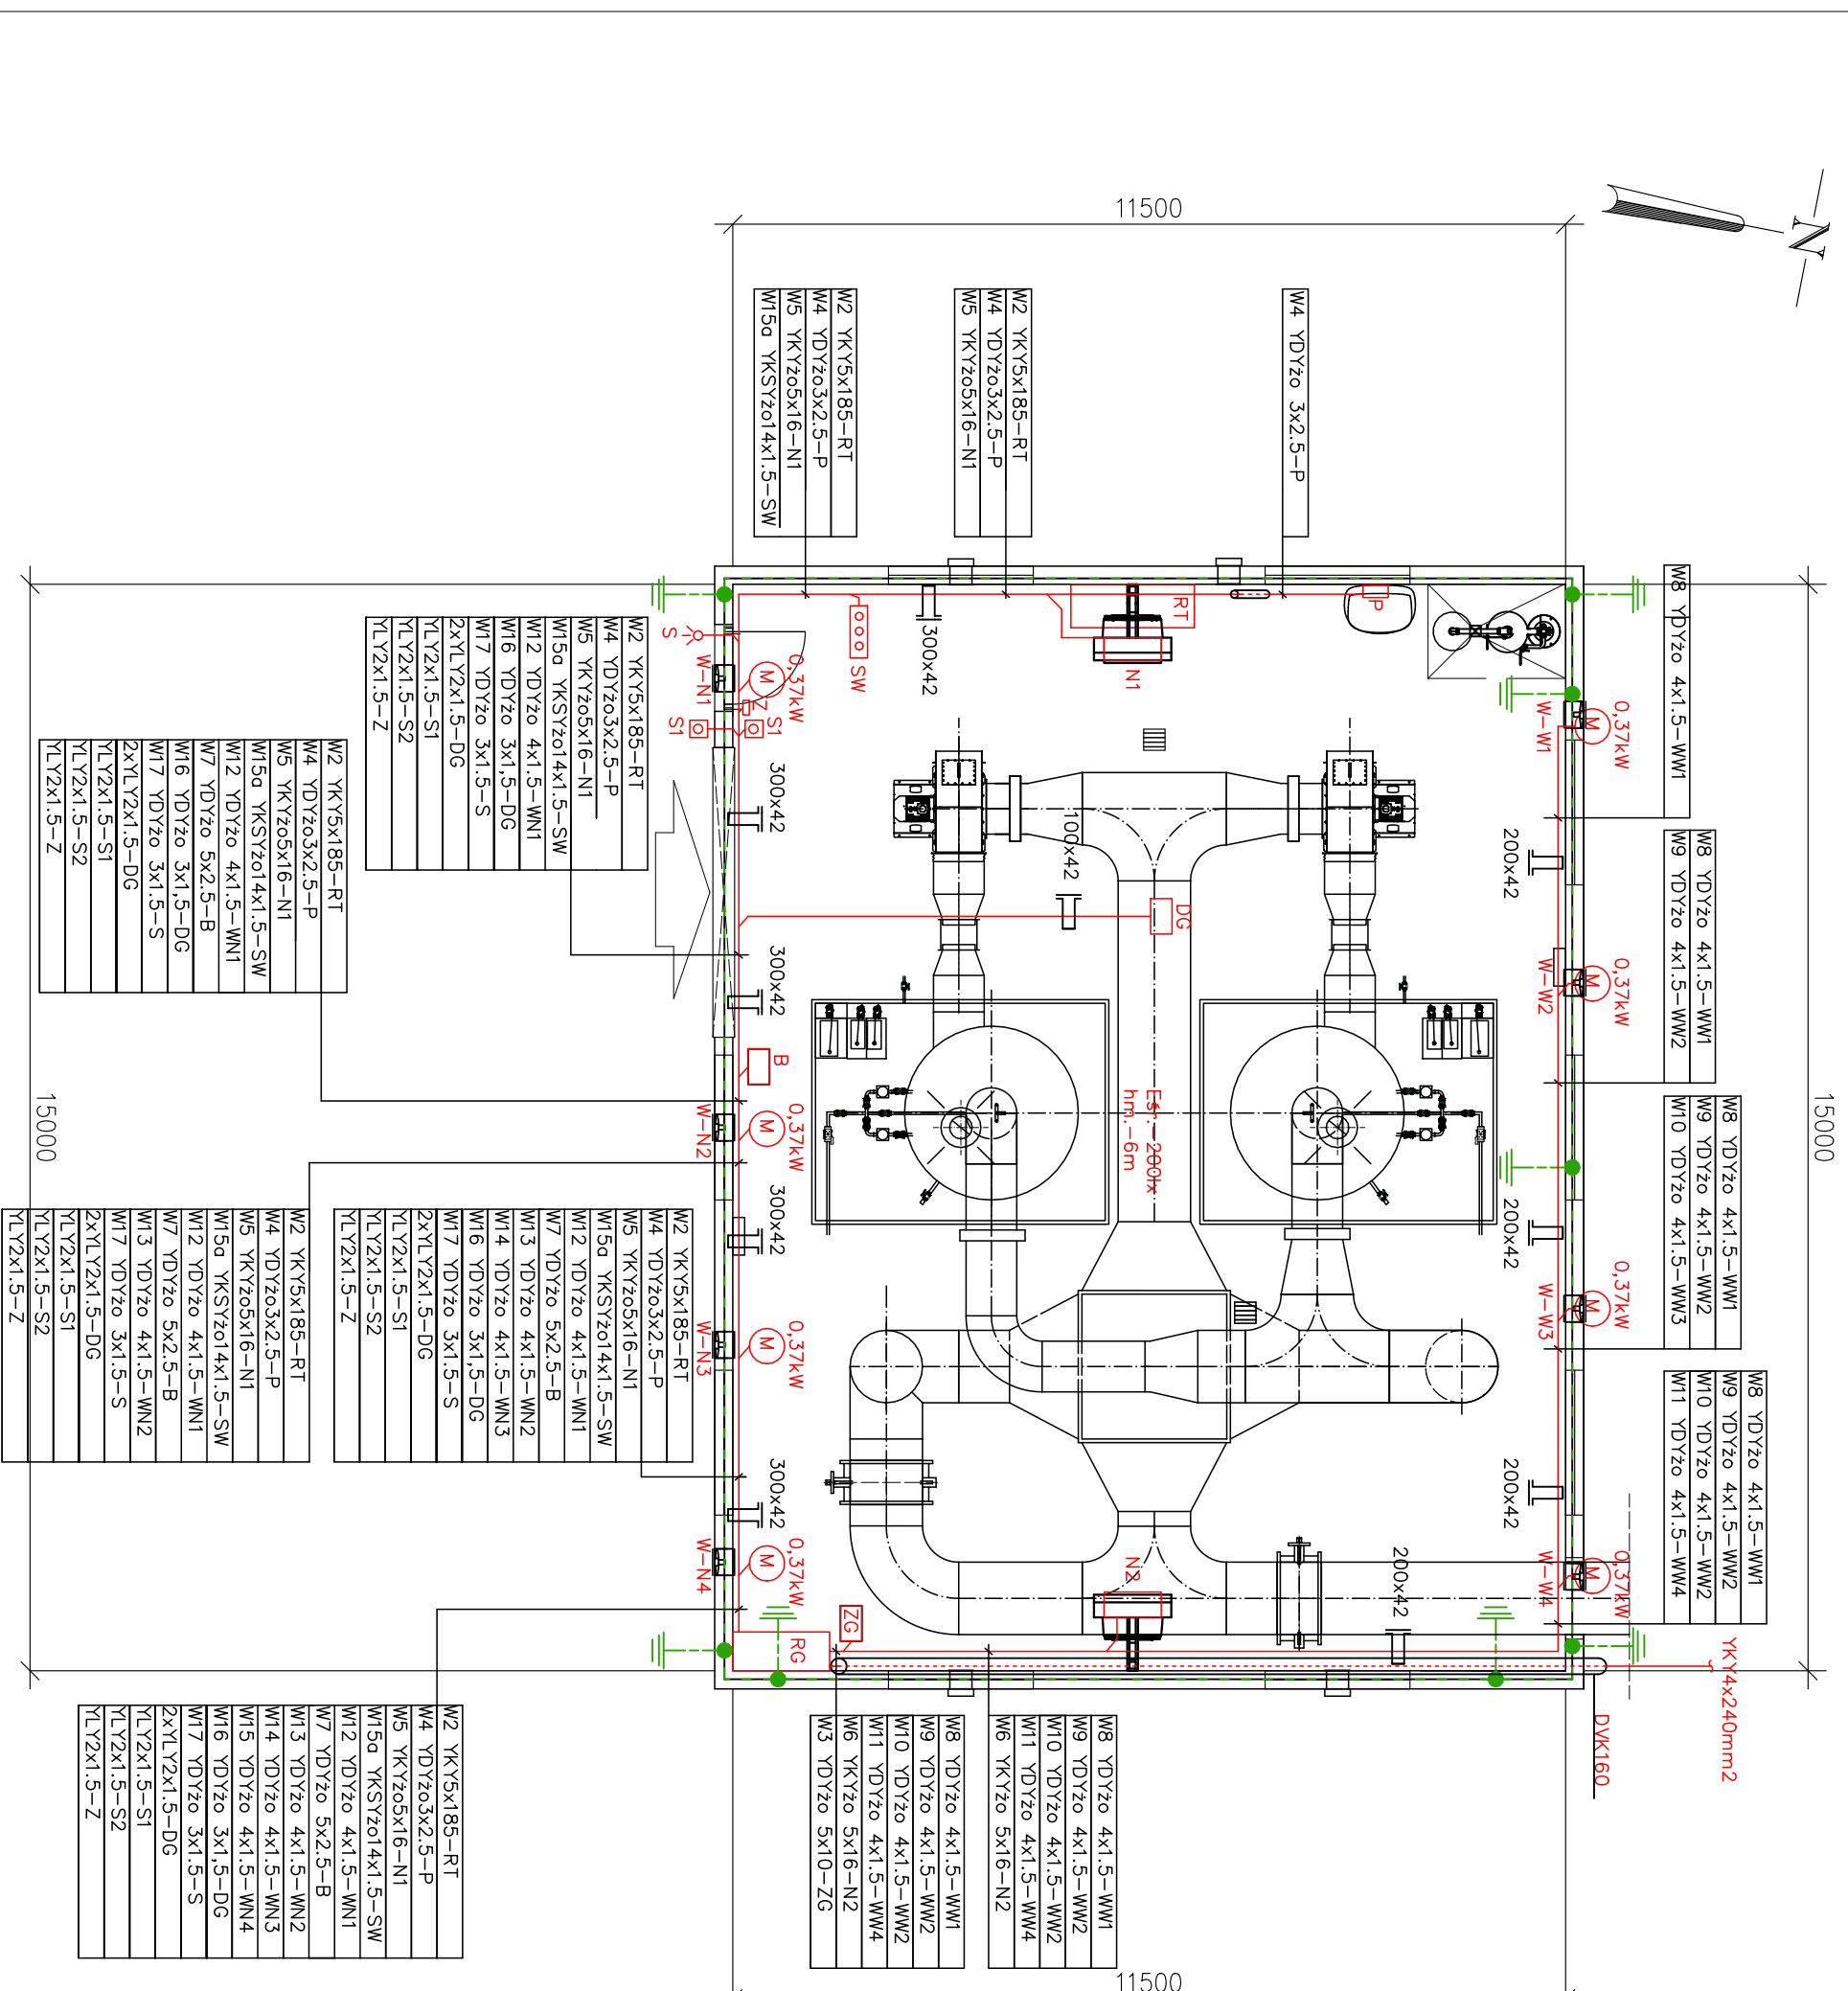 N
11500
15000
W4 YDYżo 3x2.5-P
W2 YKY5x185-RT
W4 YDYżo3x2.5-P
W5 YKYżo5x16-N1
W2 YKY5x185-RT
W4 YDYżo3x2.5-P
W5 YKYżo5x16-N1
W15a YKSYżo14x1.5-SW
W8 YDYżo 4x1.5-WW1
W8 YDYżo 4x1.5-WW1
W9 YDYżo 4x1.5-WW2
W8 YDYżo 4x1.5-WW1
W9 YDYżo 4x1.5-WW2
W10 YDYżo 4x1.5-WW3
W8 YDYżo 4x1.5-WW1
W9 YDYżo 4x1.5-WW2
W10 YDYżo 4x1.5-WW2
W11 YDYżo 4x1.5-WW4
0,37kW
M
W-W1
0,37kW
M
W-W2
0,37kW
M
W-W3
0,37kW
M
W-W4
200x42
200x42
200x42
200x42
YKY4x240mm2
DVK160
P
RT
N1
SW
300x42
100x42
DG
Eśr.-200lx
hm.-6m
N2
ZG
RG
S
0,37kW
M
W-N1
Z
S1
S1
300x42
300x42
B
0,37kW
M
W-N2
300x42
0,37kW
M
W-N3
300x42
0,37kW
M
W-N4
W2 YKY5x185-RT
W4 YDYżo3x2.5-P
W5 YKYżo5x16-N1
W15a YKSYżo14x1.5-SW
W12 YDYżo 4x1.5-WN1
W16 YDYżo 3x1,5-DG
W17 YDYżo 3x1.5-S
2xYLY2x1.5-DG
YLY2x1.5-S1
YLY2x1.5-S2
YLY2x1.5-Z
W2 YKY5x185-RT
W4 YDYżo3x2.5-P
W5 YKYżo5x16-N1
W15a YKSYżo14x1.5-SW
W12 YDYżo 4x1.5-WN1
W7 YDYżo 5x2.5-B
W16 YDYżo 3x1,5-DG
W17 YDYżo 3x1.5-S
2xYLY2x1.5-DG
YLY2x1.5-S1
YLY2x1.5-S2
YLY2x1.5-Z
W2 YKY5x185-RT
W4 YDYżo3x2.5-P
W5 YKYżo5x16-N1
W15a YKSYżo14x1.5-SW
W12 YDYżo 4x1.5-WN1
W7 YDYżo 5x2.5-B
W13 YDYżo 4x1.5-WN2
W14 YDYżo 4x1.5-WN3
W16 YDYżo 3x1,5-DG
W17 YDYżo 3x1.5-S
2xYLY2x1.5-DG
YLY2x1.5-S1
YLY2x1.5-S2
YLY2x1.5-Z
W2 YKY5x185-RT
W4 YDYżo3x2.5-P
W5 YKYżo5x16-N1
W15a YKSYżo14x1.5-SW
W12 YDYżo 4x1.5-WN1
W7 YDYżo 5x2.5-B
W13 YDYżo 4x1.5-WN2
W17 YDYżo 3x1.5-S
2xYLY2x1.5-DG
YLY2x1.5-S1
YLY2x1.5-S2
YLY2x1.5-Z
15000
W8 YDYżo 4x1.5-WW1
W9 YDYżo 4x1.5-WW2
W10 YDYżo 4x1.5-WW2
W11 YDYżo 4x1.5-WW4
W6 YKYżo 5x16-N2
W8 YDYżo 4x1.5-WW1
W9 YDYżo 4x1.5-WW2
W10 YDYżo 4x1.5-WW2
W11 YDYżo 4x1.5-WW4
W6 YKYżo 5x16-N2
W3 YDYżo 5x10-ZG
W2 YKY5x185-RT
W4 YDYżo3x2.5-P
W5 YKYżo5x16-N1
W15a YKSYżo14x1.5-SW
W12 YDYżo 4x1.5-WN1
W7 YDYżo 5x2.5-B
W13 YDYżo 4x1.5-WN2
W14 YDYżo 4x1.5-WN3
W15 YDYżo 4x1.5-WN4
W16 YDYżo 3x1,5-DG
W17 YDYżo 3x1.5-S
2xYLY2x1.5-DG
YLY2x1.5-S1
YLY2x1.5-S2
YLY2x1.5-Z
11500